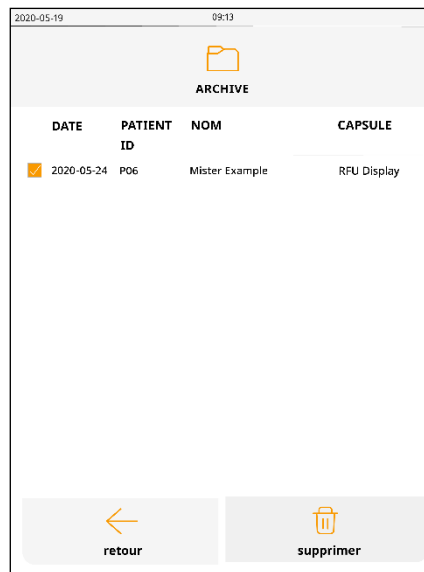 2020-05-19 09:13
ARCHIVE
DATE PATIENT ID NOM CAPSULE
2020-05-24 P06 Mister Example RFU Display
retour supprimer